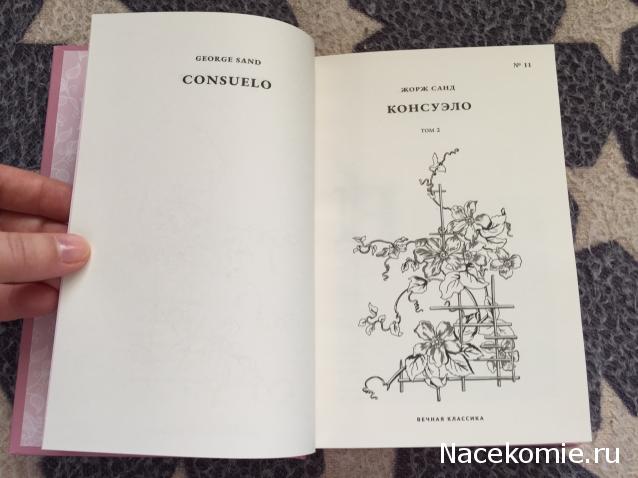 GEORGE SAND
CONSUELO
№ 11
ЖОРЖ САНД
КОНСУЭЛО
ТОМ 2
ВЕЧНАЯ КЛАССИКА
Nacekomie.ru